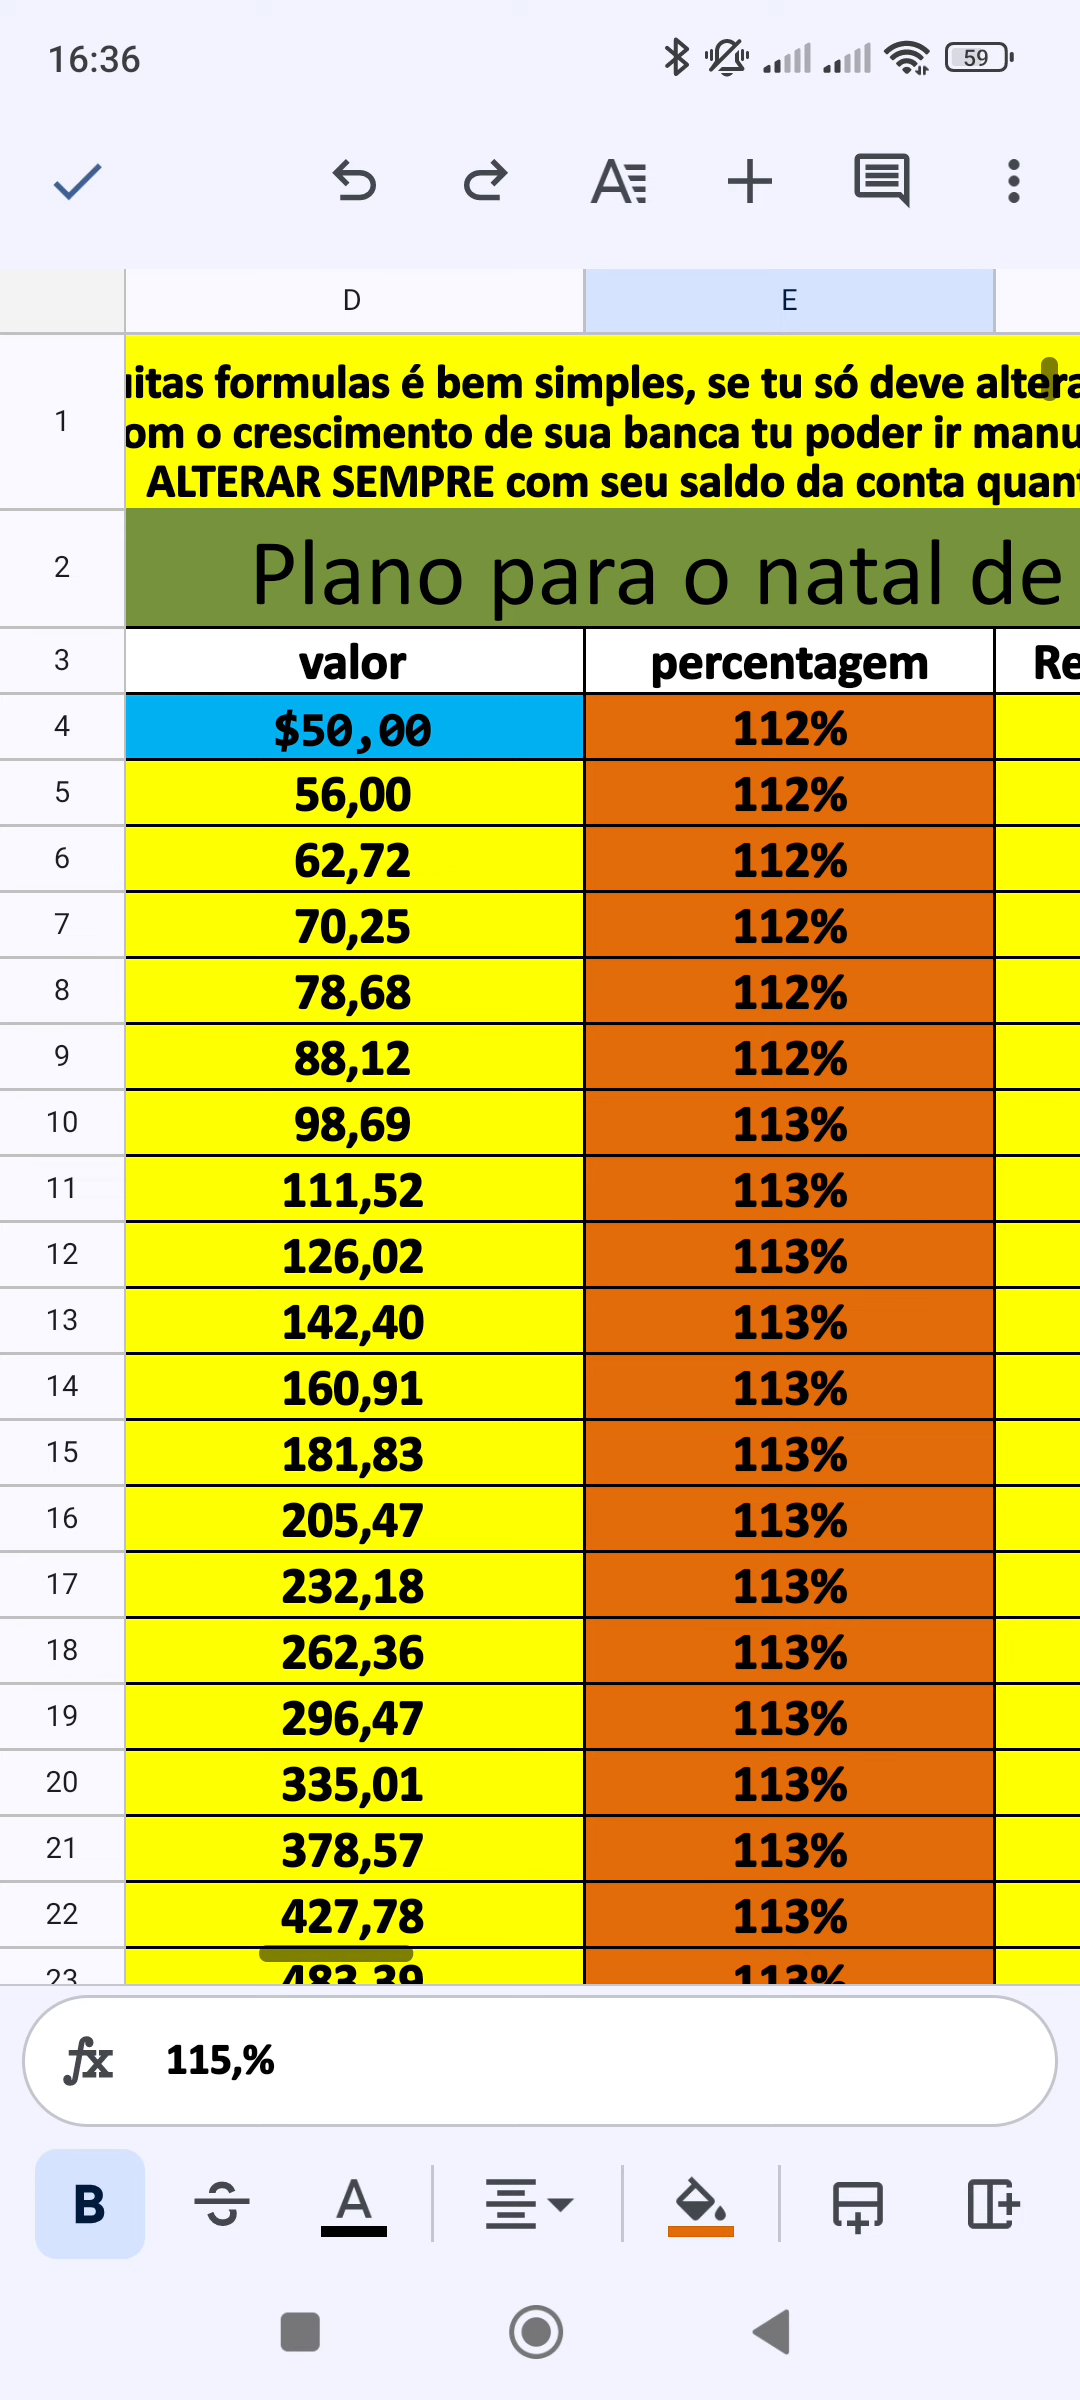 16:36
59
D E
uitas formulas é bem simples, se tu só deve altera
om o crescimento de sua banca tu poder ir manu
ALTERAR SEMPRE com seu saldo da conta quant
Plano para o natal de
1
2
3 valor percentagem Re
4 $50,00 112%
5 56,00 112%
6 62,72 112%
7 70,25 112%
8 78,68 112%
9 88,12 112%
10 98,69 113%
11 111,52 113%
12 126,02 113%
13 142,40 113%
14 160,91 113%
15 181,83 113%
16 205,47 113%
17 232,18 113%
18 262,36 113%
19 296,47 113%
20 335,01 113%
21 378,57 113%
22 427,78 113%
23 483,39 113%
fx 115,%
B S A